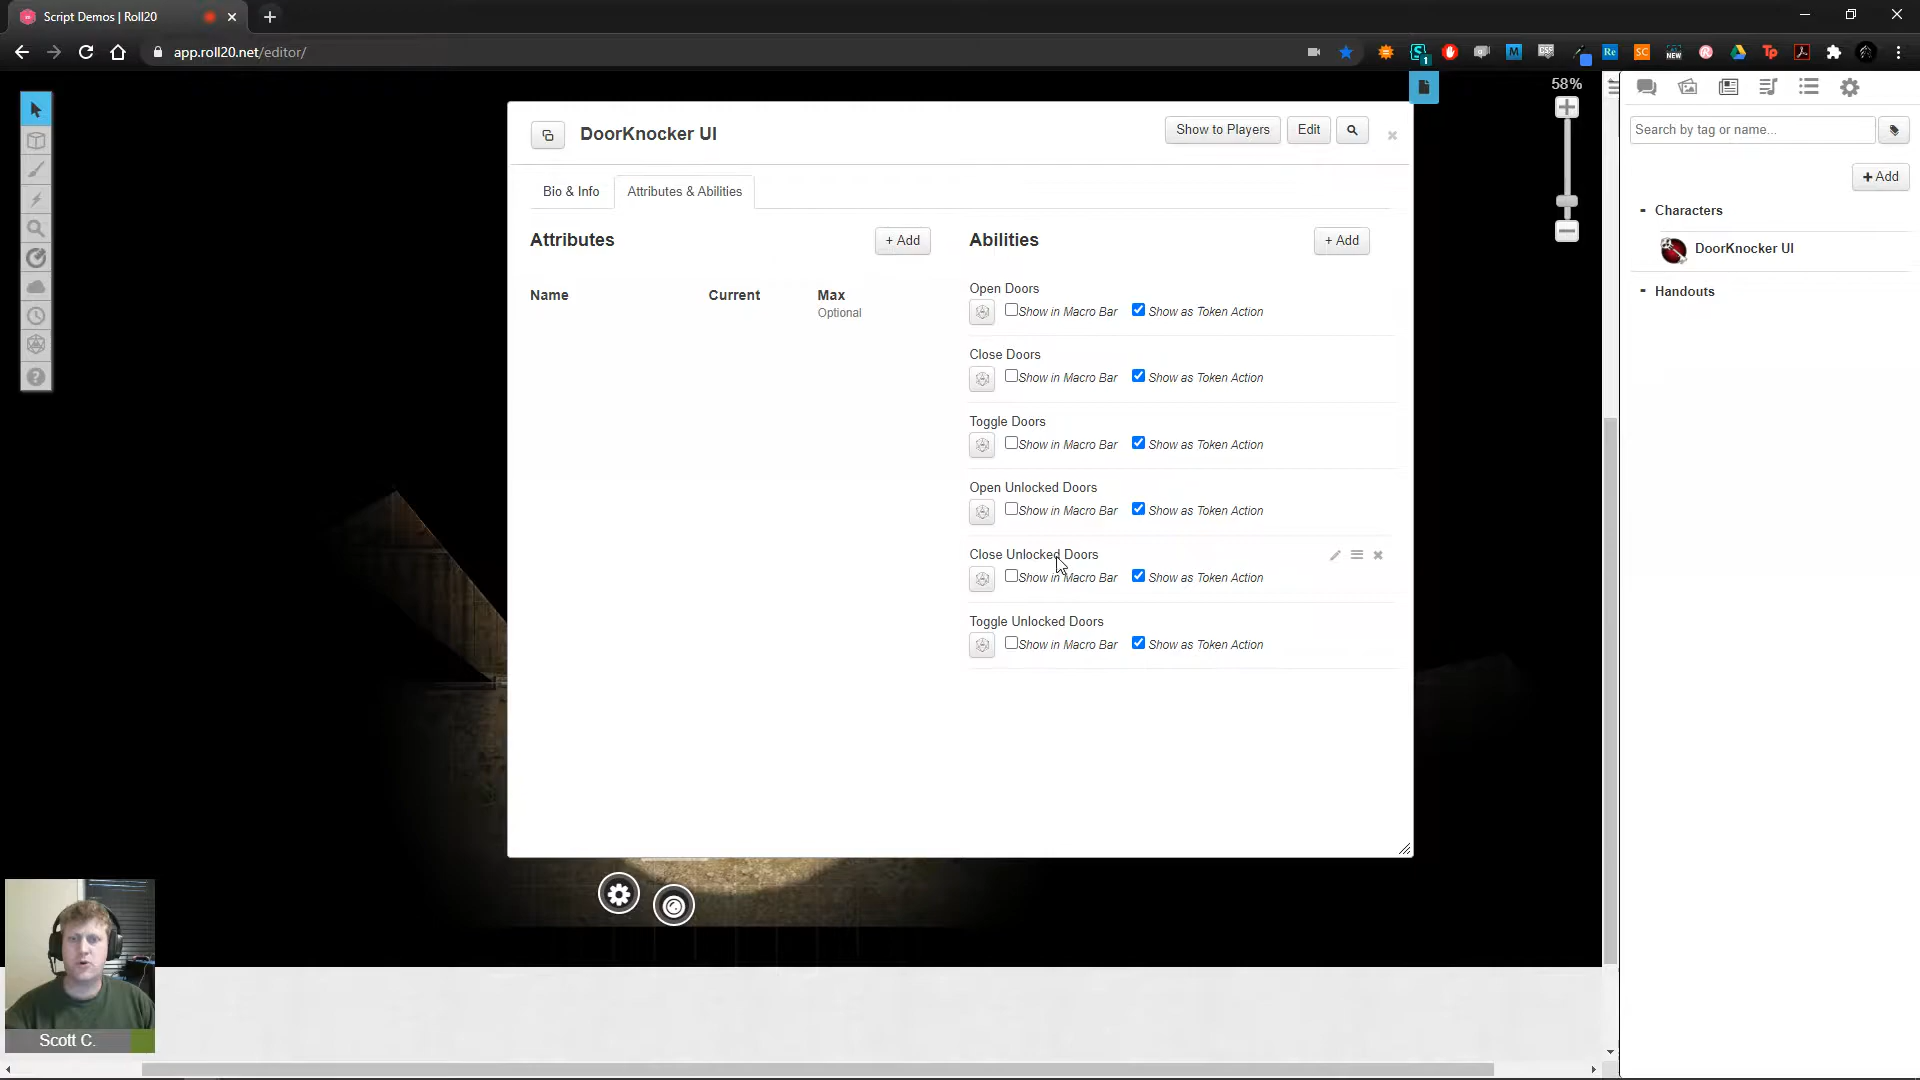 Script Demos | Roll20
app.roll20.net/editor/
58%
DoorKnocker UI
Show to Players
Edit
Bio & Info
Attributes & Abilities
Attributes
+ Add
Name
Current
Max
Optional
Abilities
+ Add
Open Doors
Show in Macro Bar
Show as Token Action
Close Doors
Show in Macro Bar
Show as Token Action
Toggle Doors
Show in Macro Bar
Show as Token Action
Open Unlocked Doors
Show in Macro Bar
Show as Token Action
Close Unlocked Doors
Show in Macro Bar
Show as Token Action
Toggle Unlocked Doors
Show in Macro Bar
Show as Token Action
Search by tag or name...
+ Add
Characters
DoorKnocker UI
Handouts
Scott C.